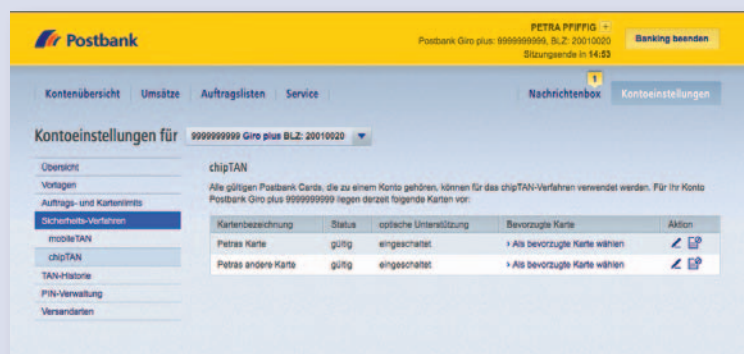 Postbank
PETRA PFIFFIG +
Postbank Giro plus: 9999999999, BLZ: 20010020
Sitzungsende in 14:53
Banking beenden
Kontenübersicht Umsätze Auftragslisten Service
1
Nachrichtenbox Kontoeinstellungen
Kontoeinstellungen für 9999999999 Giro plus BLZ: 20010020
Übersicht
Vorlagen
Auftrags- und Kartenlimits
Sicherheits-Verfahren
mobileTAN
chipTAN
TAN-Historie
PIN-Verwaltung
Versandarten
chipTAN
Alle gültigen Postbank Cards, die zu einem Konto gehören, können für das chipTAN-Verfahren verwendet werden. Für Ihr Konto
Postbank Giro plus 9999999999 liegen derzeit folgende Karten vor:
Kartenbezeichnung Status optische Unterstützung Bevorzugte Karte Aktion
Petras Karte gültig eingeschaltet › Als bevorzugte Karte wählen
Petras andere Karte gültig eingeschaltet › Als bevorzugte Karte wählen